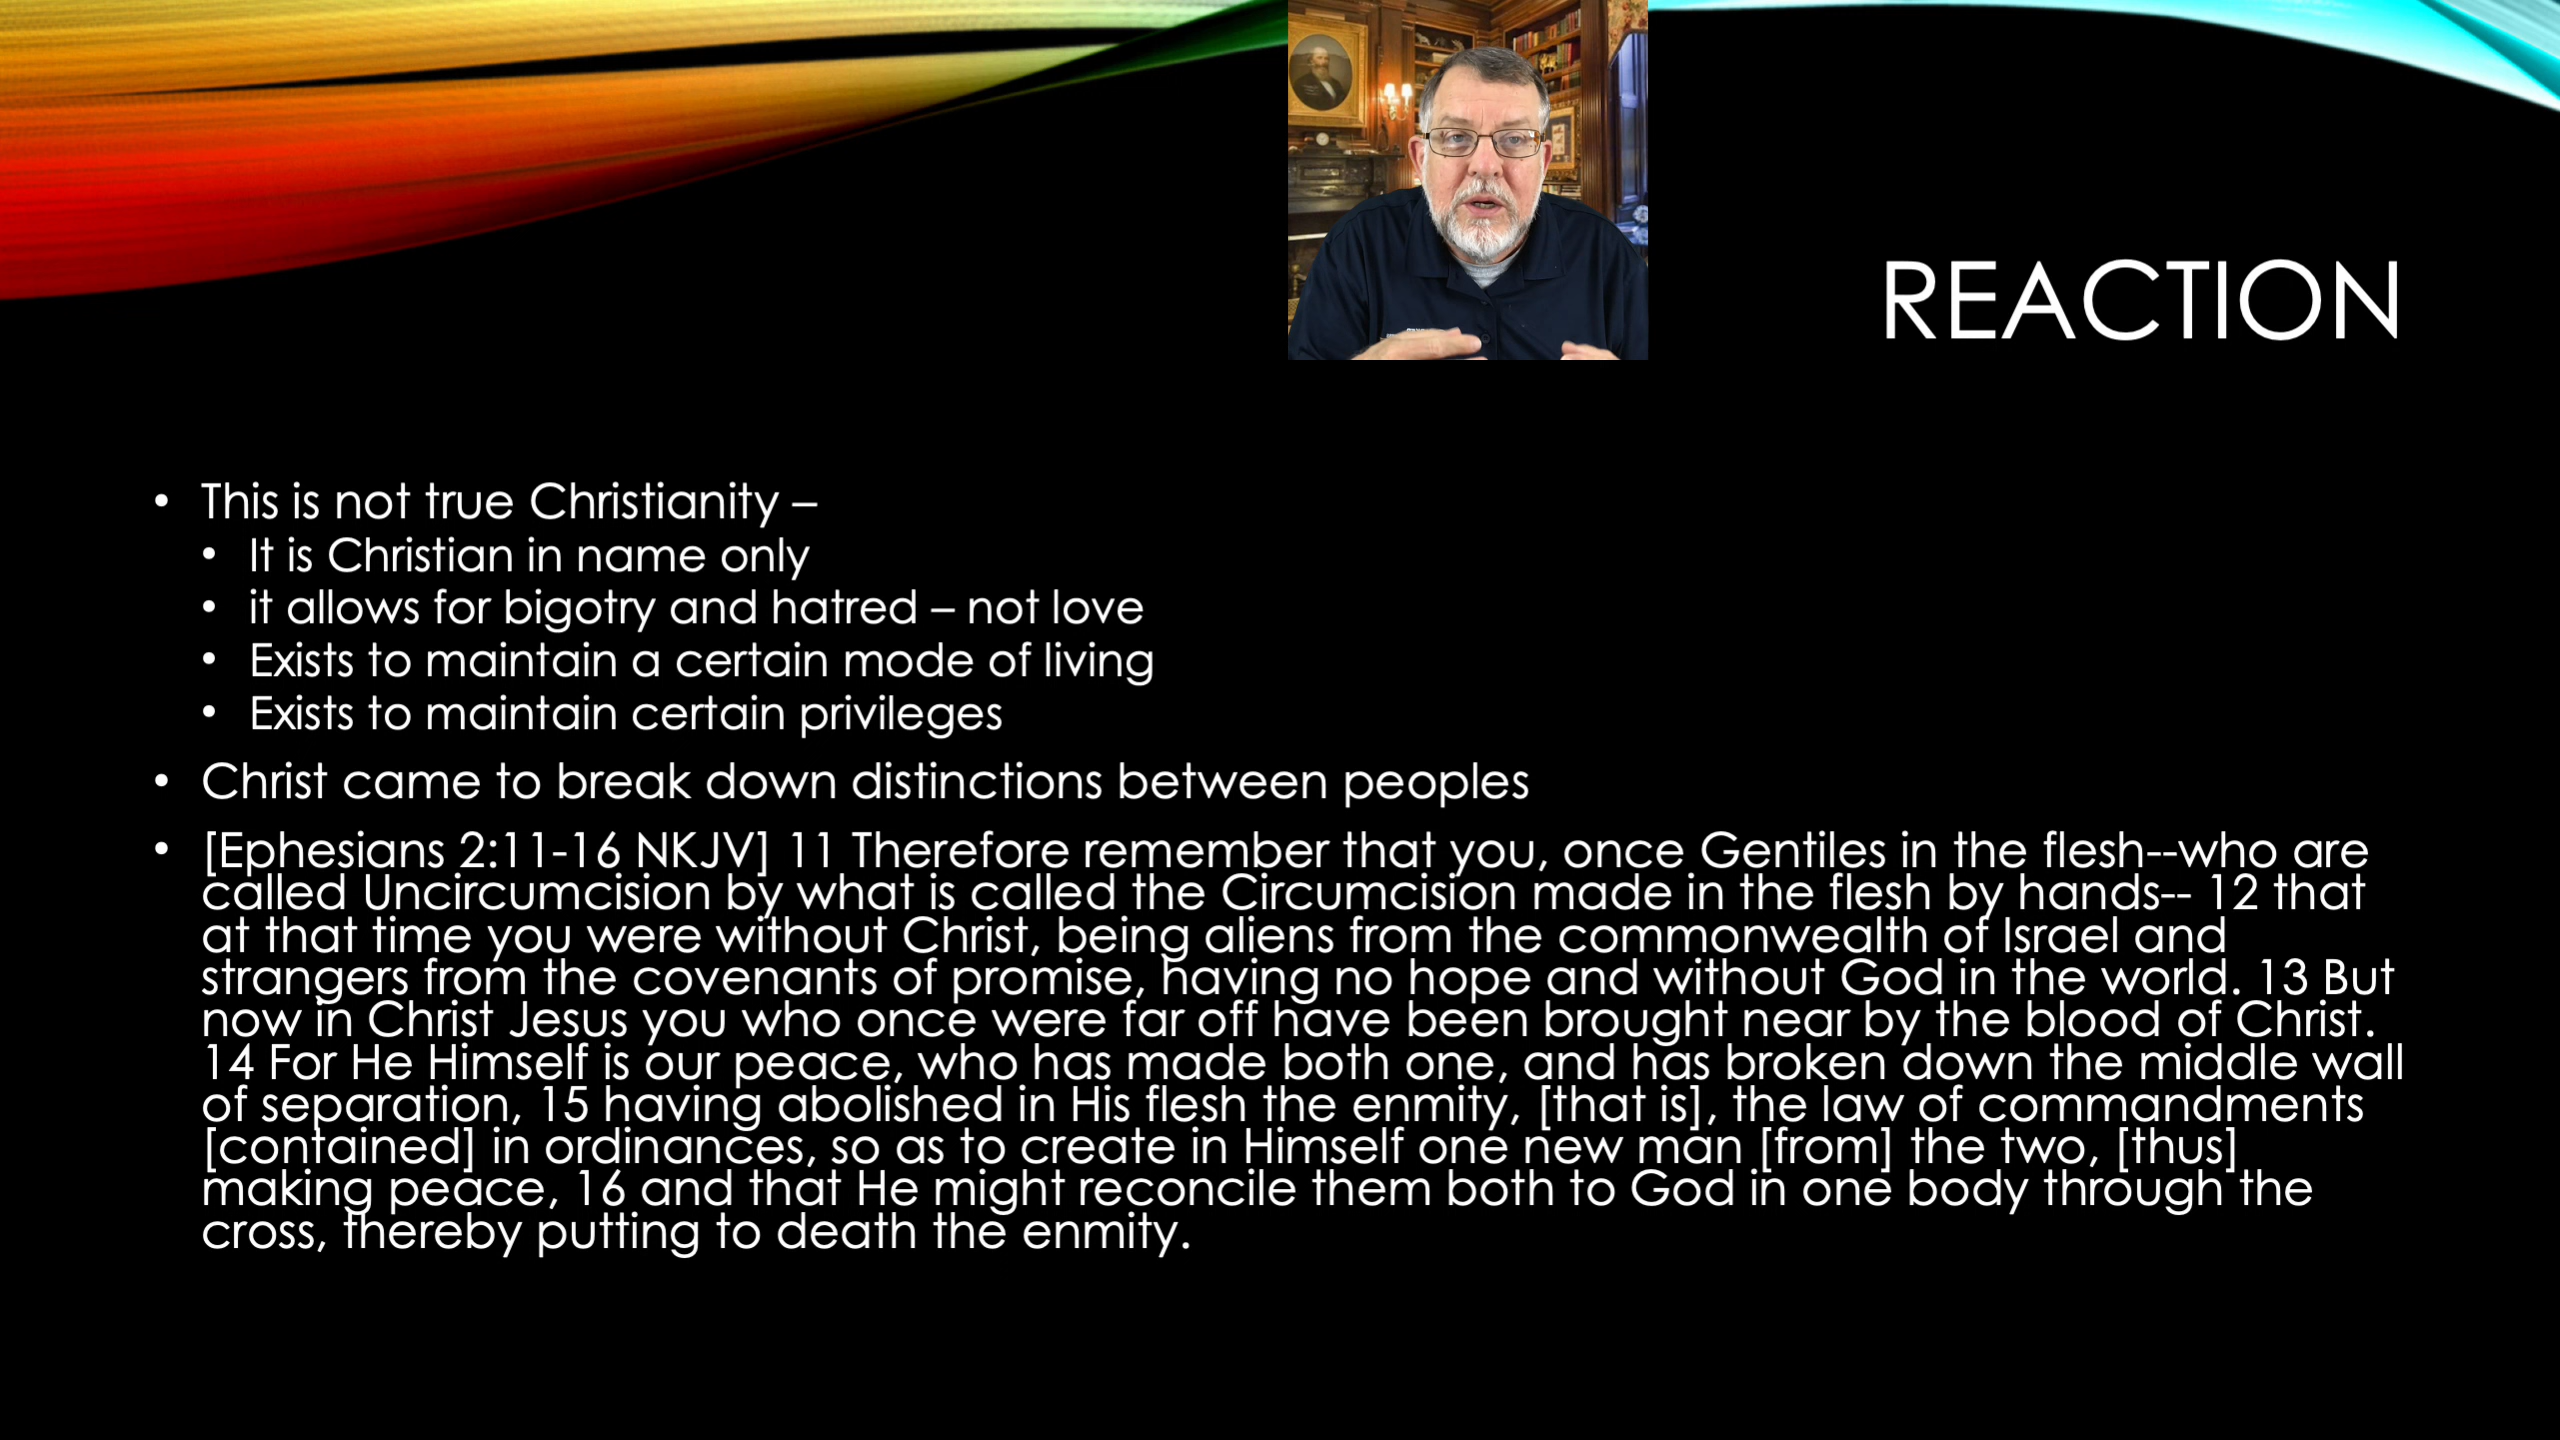 REACTION
• This is not true Christianity –
• It is Christian in name only
• it allows for bigotry and hatred – not love
• Exists to maintain a certain mode of living
• Exists to maintain certain privileges
• Christ came to break down distinctions between peoples
• [Ephesians 2:11-16 NKJV] 11 Therefore remember that you, once Gentiles in the flesh--who are
called Uncircumcision by what is called the Circumcision made in the flesh by hands-- 12 that
at that time you were without Christ, being aliens from the commonwealth of Israel and
strangers from the covenants of promise, having no hope and without God in the world. 13 But
now in Christ Jesus you who once were far off have been brought near by the blood of Christ.
14 For He Himself is our peace, who has made both one, and has broken down the middle wall
of separation, 15 having abolished in His flesh the enmity, [that is], the law of commandments
[contained] in ordinances, so as to create in Himself one new man [from] the two, [thus]
making peace, 16 and that He might reconcile them both to God in one body through the
cross, thereby putting to death the enmity.